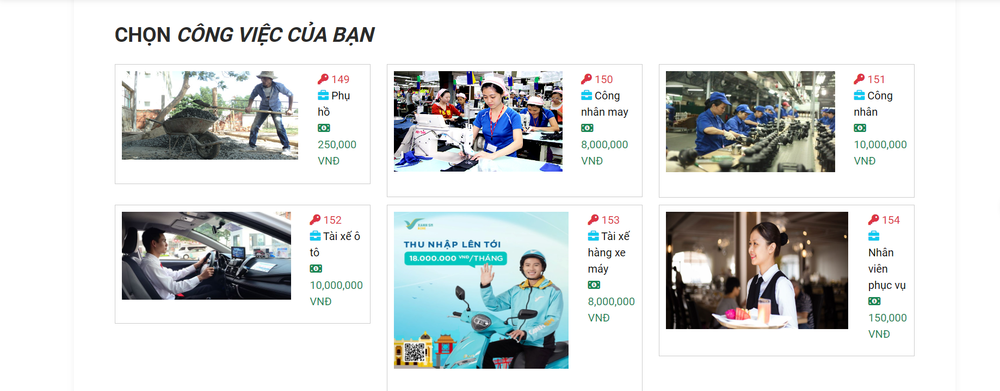 CHỌN CÔNG VIỆC CỦA BẠN
149
Phụ
hồ
250,000
VNĐ
150
Công
nhân may
8,000,000
VNĐ
151
Công
nhân
10,000,000
VNĐ
152
Tài xế ô
tô
10,000,000
VNĐ
XANH SM
THU NHẬP LÊN TỚI
18.000.000 VNĐ/THÁNG
153
Tài xế
hàng xe
máy
8,000,000
VNĐ
154
Nhân
viên
phục vụ
150,000
VNĐ